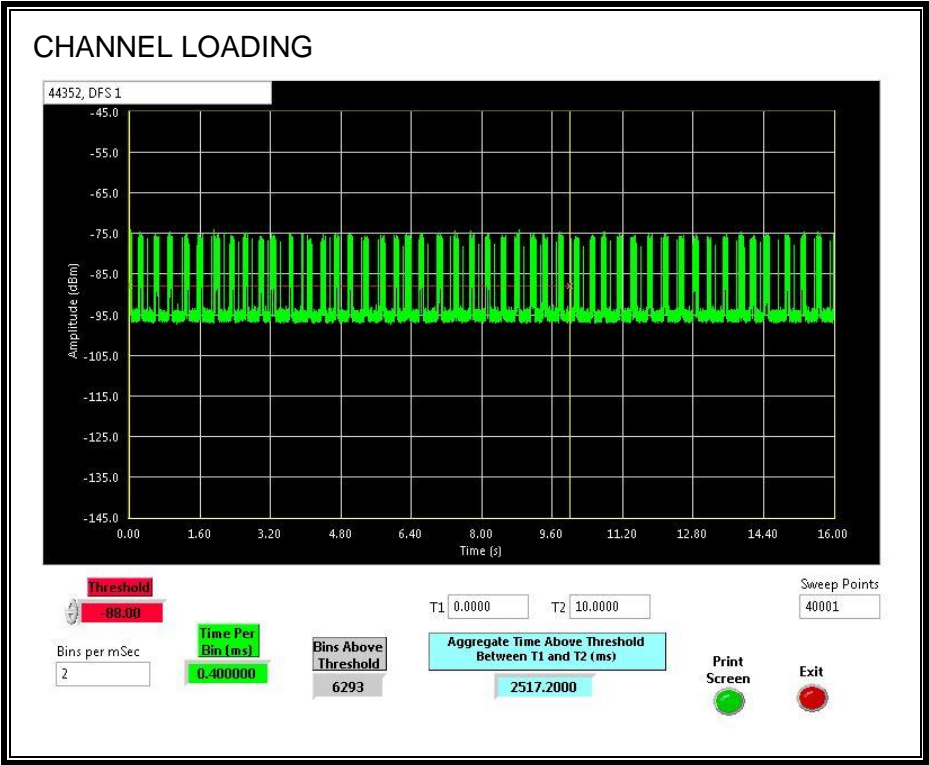 CHANNEL LOADING
44352, DFS 1
-45.0
-55.0
-65.0
-75.0
-85.0
-95.0
-105.0
-115.0
-125.0
-135.0
-145.0
Amplitude (dBm)
0.00 1.60 3.20 4.80 6.40 8.00 9.60 11.20 12.80 14.40 16.00
Time (s)
Threshold
-88.00
Bins per mSec
2
Time Per
Bin (ms)
0.400000
Bins Above
Threshold
6293
T1 0.0000 T2 10.0000
Aggregate Time Above Threshold
Between T1 and T2 (ms)
2517.2000
Sweep Points
40001
Print
Screen
Exit